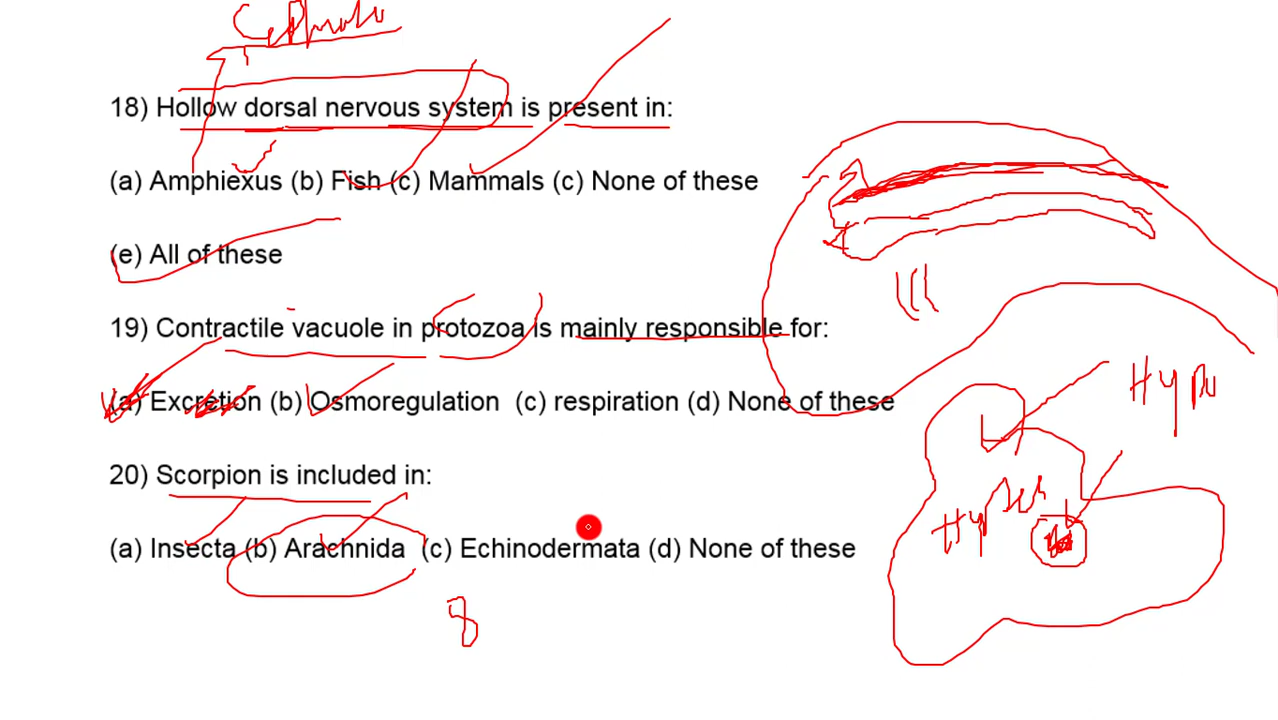 18) Hollow dorsal nervous system is present in:
(a) Amphiexus (b) Fish (c) Mammals (c) None of these
(e) All of these
19) Contractile vacuole in protozoa is mainly responsible for:
(a) Excretion (b) Osmoregulation (c) respiration (d) None of these
Hypo
20) Scorpion is included in:
(a) Insecta (b) Arachnida (c) Echinodermata (d) None of these
8